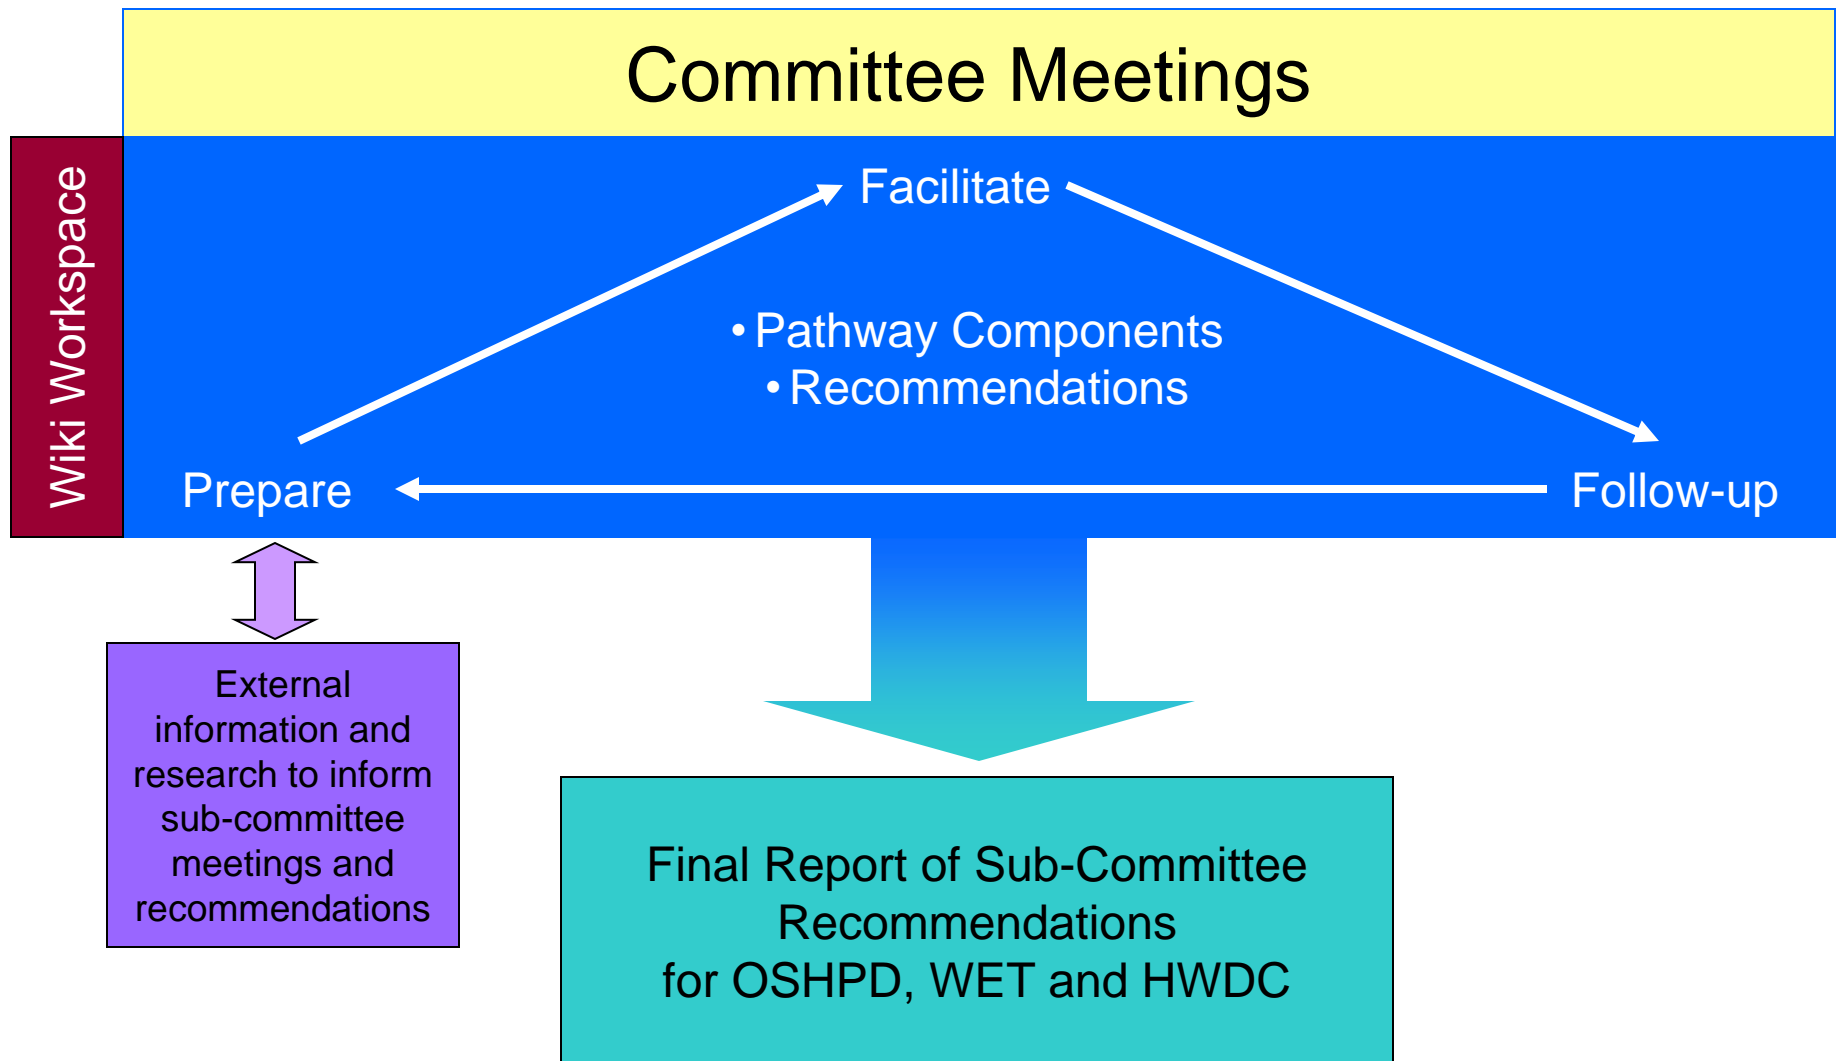 Committee Meetings
Wiki Workspace
Facilitate
• Pathway Components
• Recommendations
Prepare
Follow-up
External
information and
research to inform
sub-committee
meetings and
recommendations
Final Report of Sub-Committee
Recommendations
for OSHPD, WET and HWDC